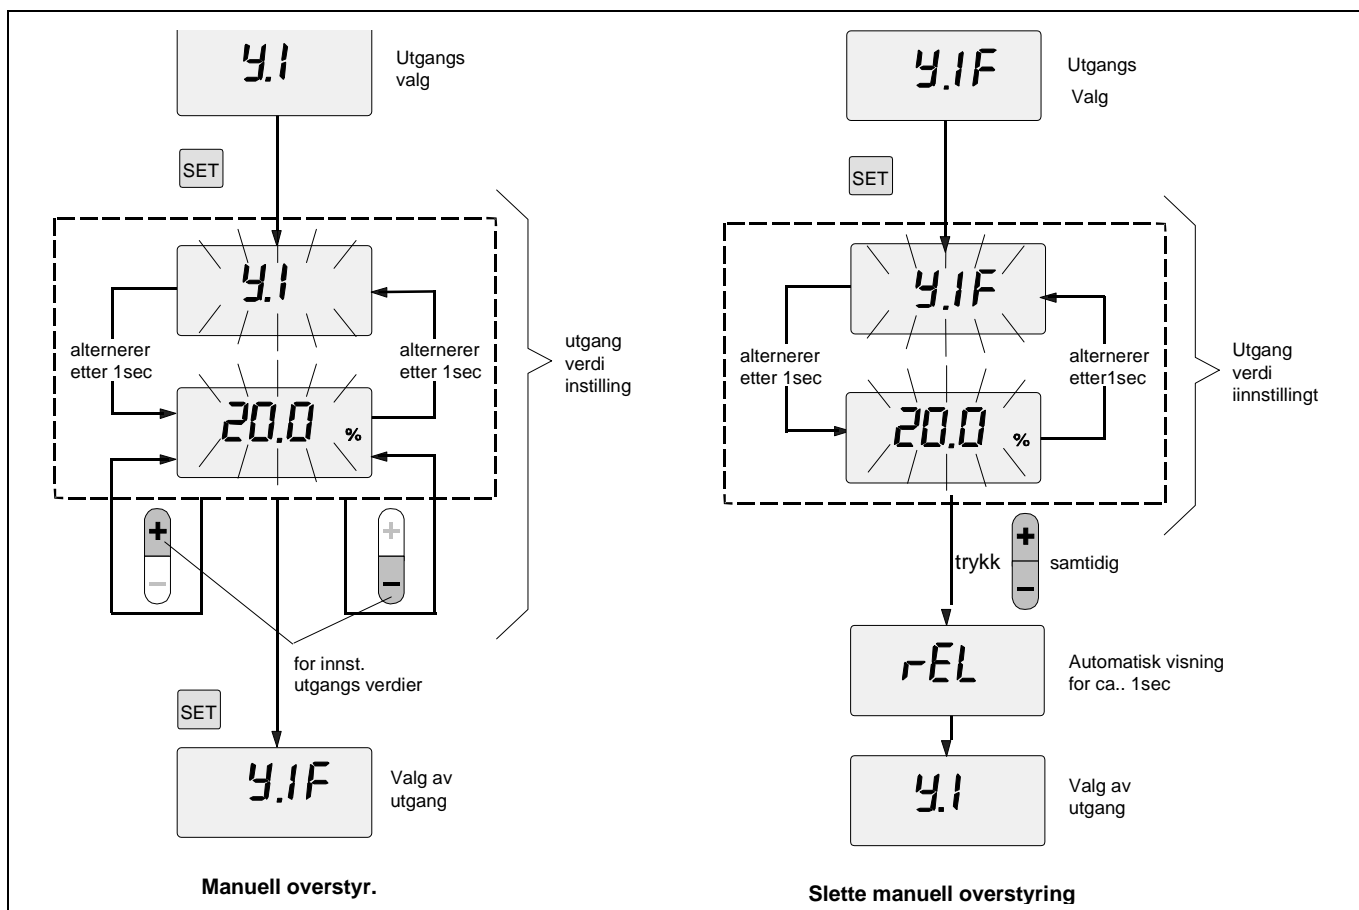 y.1
Utgangs
valg
SET
y.1
alternerer
etter 1sec
alternerer
etter 1sec
20.0 %
utgang
verdi
instilling
+
−
+
−
for innst.
utgangs verdier
SET
y.1F
Valg av
utgang
Manuell overstyr.
y.1F
Utgangs
Valg
SET
y.1F
alternerer
etter 1sec
alternerer
etter1sec
20.0 %
Utgang
verdi
iinnstillingt
trykk
+
−
samtidig
rEL
Automatisk visning
for ca.. 1sec
y.1
Valg av
utgang
Slette manuell overstyring